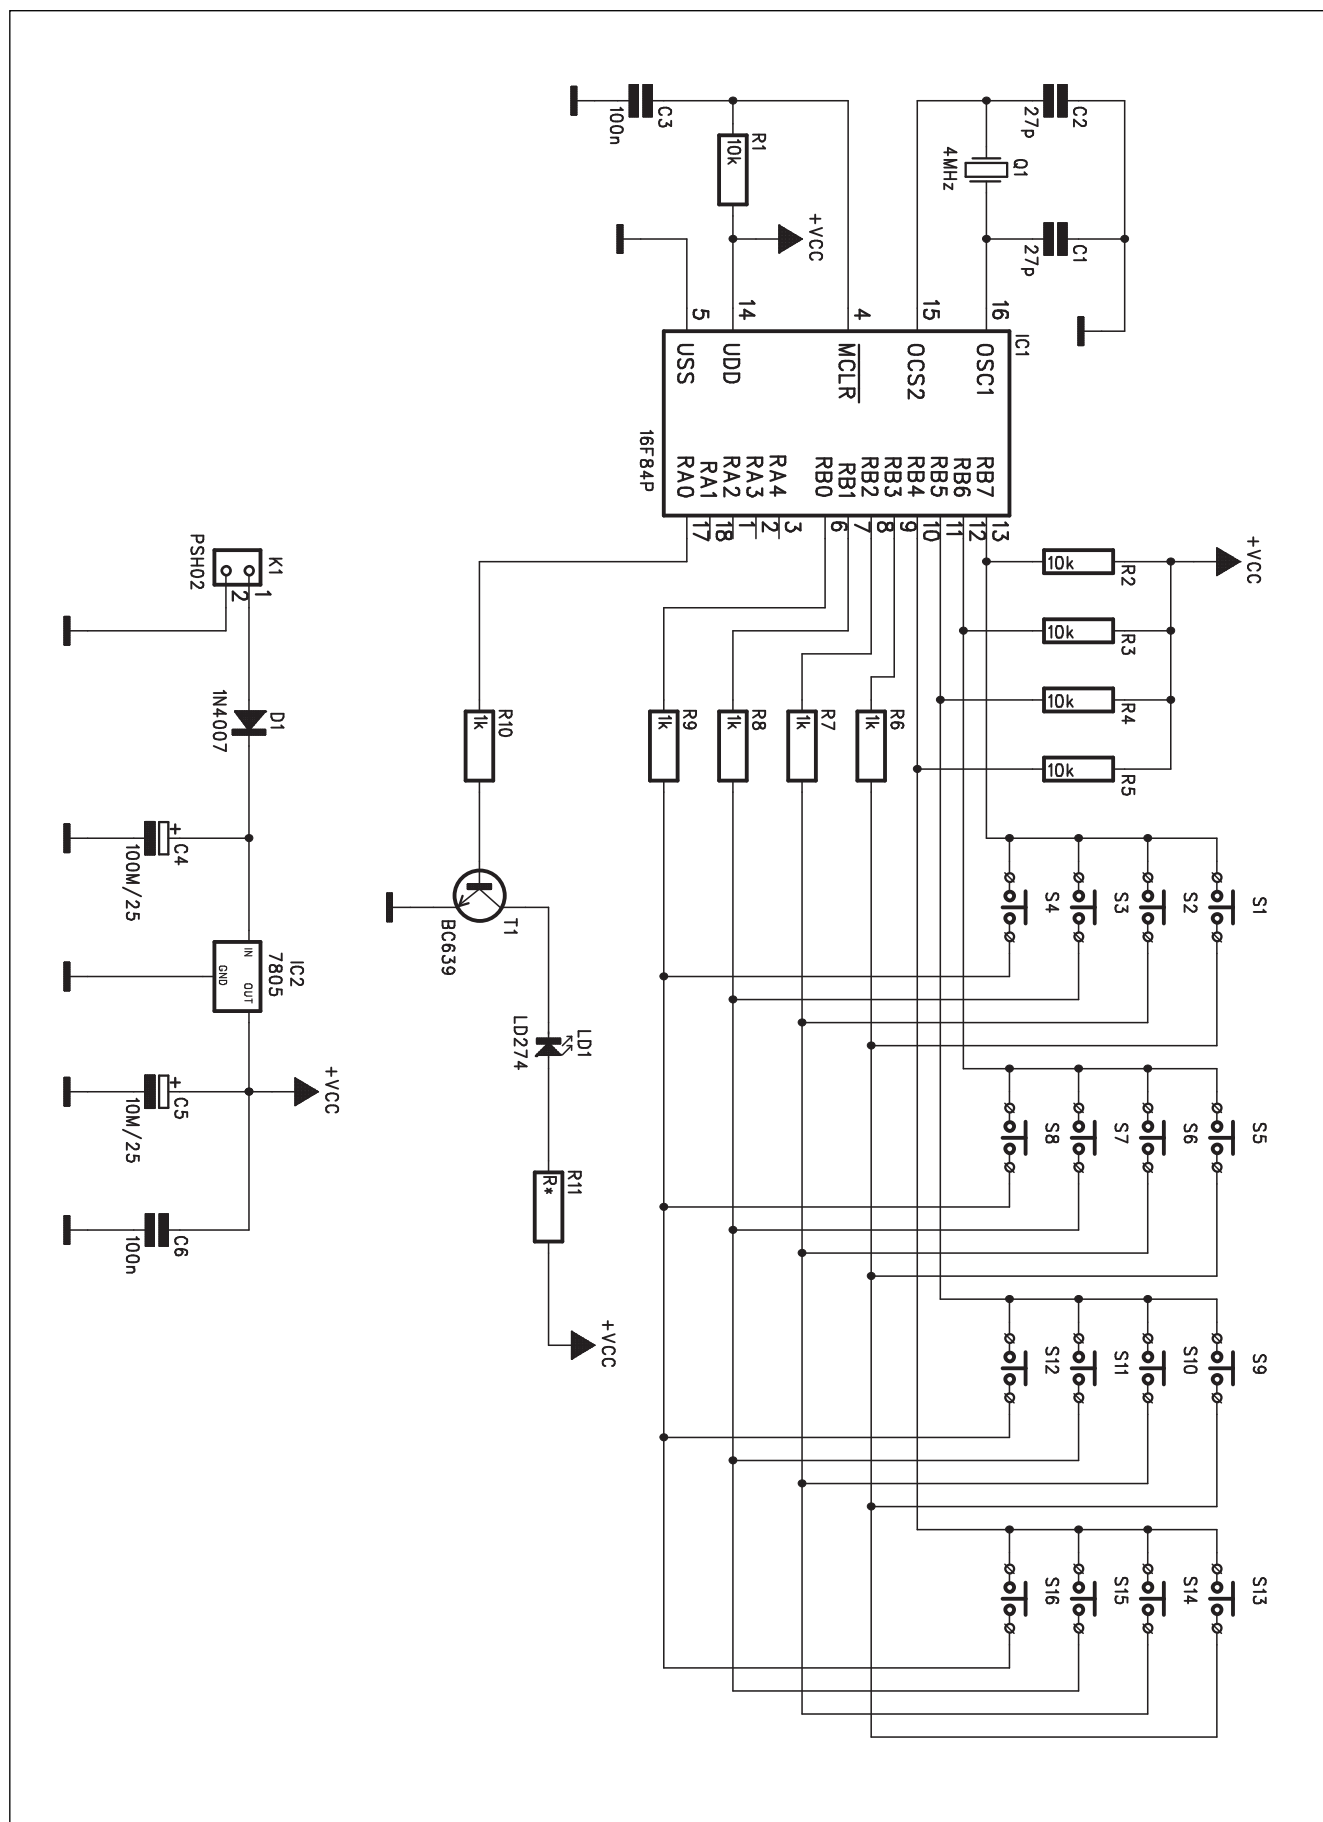 C2
27p
Q1
4MHz
C1
27p
C3
100n
R1
10k
+VCC
IC1
16F84P
16
OSC1
15
OCS2
4
MCLR
14
UDD
5
USS
RB7
13
RB6
12
RB5
11
RB4
10
RB3
9
RB2
8
RB1
7
RB0
6
RA4
3
RA3
2
RA2
1
RA1
18
RA0
17
+VCC
R2
10k
R3
10k
R4
10k
R5
10k
R6
1k
R7
1k
R8
1k
R9
1k
R10
1k
S1
S2
S3
S4
S5
S6
S7
S8
S9
S10
S11
S12
S13
S14
S15
S16
T1
BC639
LD1
LD274
R11
R*
+VCC
K1
PSH02
1
2
D1
1N4007
+
C4
100M/25
IC2
7805
IN
OUT
GND
+
C5
10M/25
+VCC
C6
100n